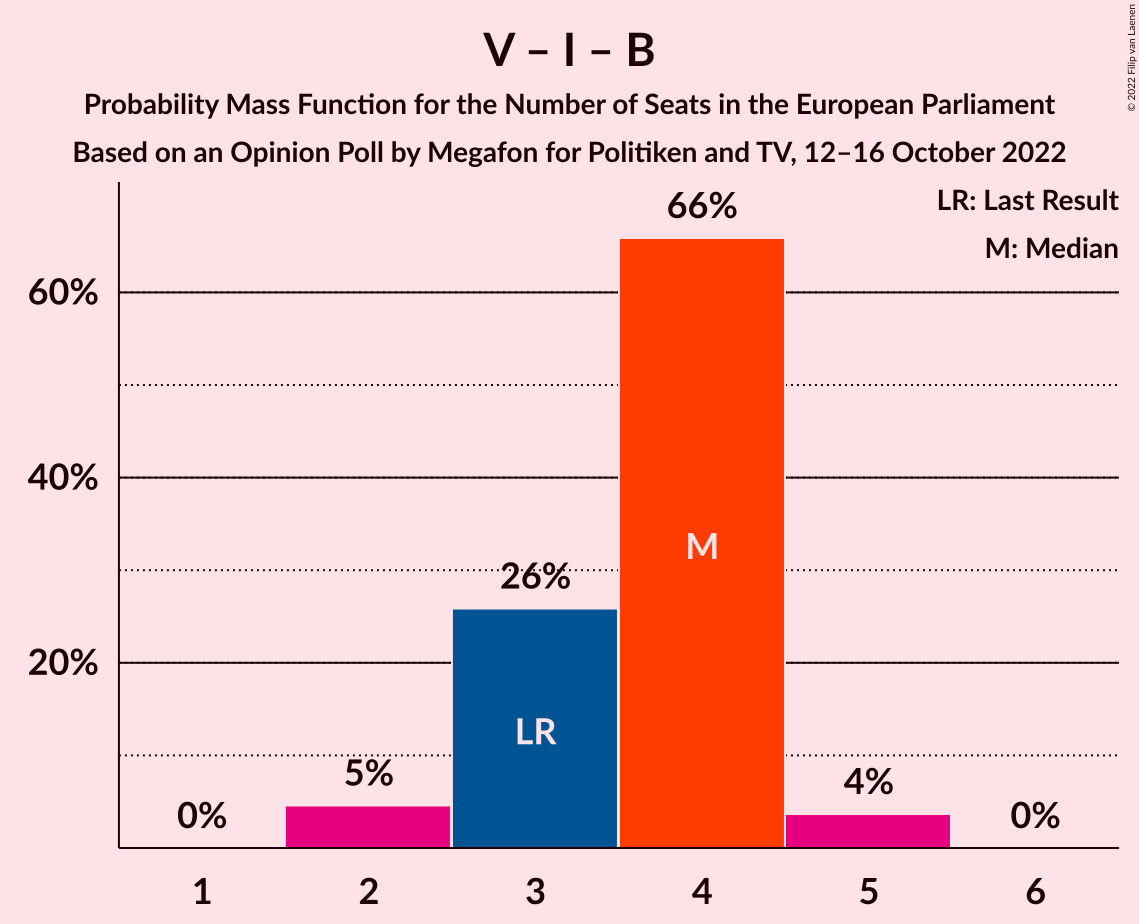 V – I – B
Probability Mass Function for the Number of Seats in the European Parliament
Based on an Opinion Poll by Megafon for Politiken and TV, 12–16 October 2022
© 2022 Filip van Laenen
LR: Last Result
M: Median
66%
60%
40%
M
26%
20%
LR
5%
4%
0%
0%
1 2 3 4 5 6